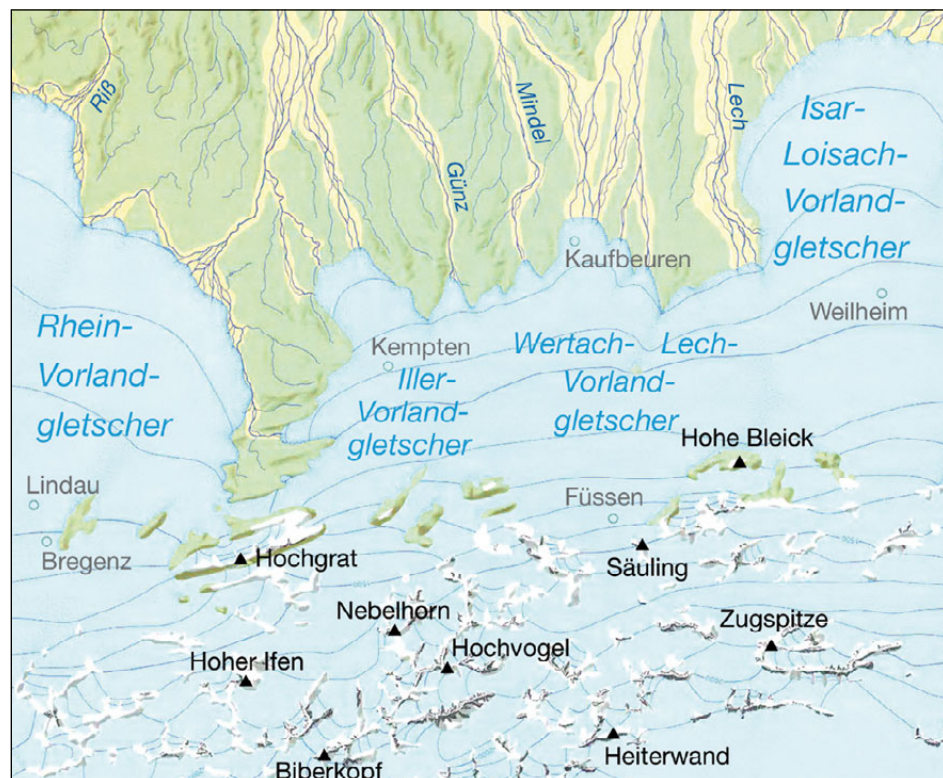 Riß
Günz
Mindel
Lech
Isar-
Loisach-
Vorland-
gletscher
Kaufbeuren
Weilheim
Rhein-
Vorland-
gletscher
Kempten
Iller-
Vorland-
gletscher
Wertach- Lech-
Vorland-
gletscher
Hohe Bleick
Lindau
Bregenz
Füssen
Hochgrat
Säuling
Nebelhorn
Zugspitze
Hoher Ifen
Hochvogel
Heiterwand
Biberkopf